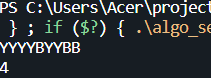 PS C:\Users\Acer\project
} ; if ($?) { .\algo_se
YYYYBYYBB
4